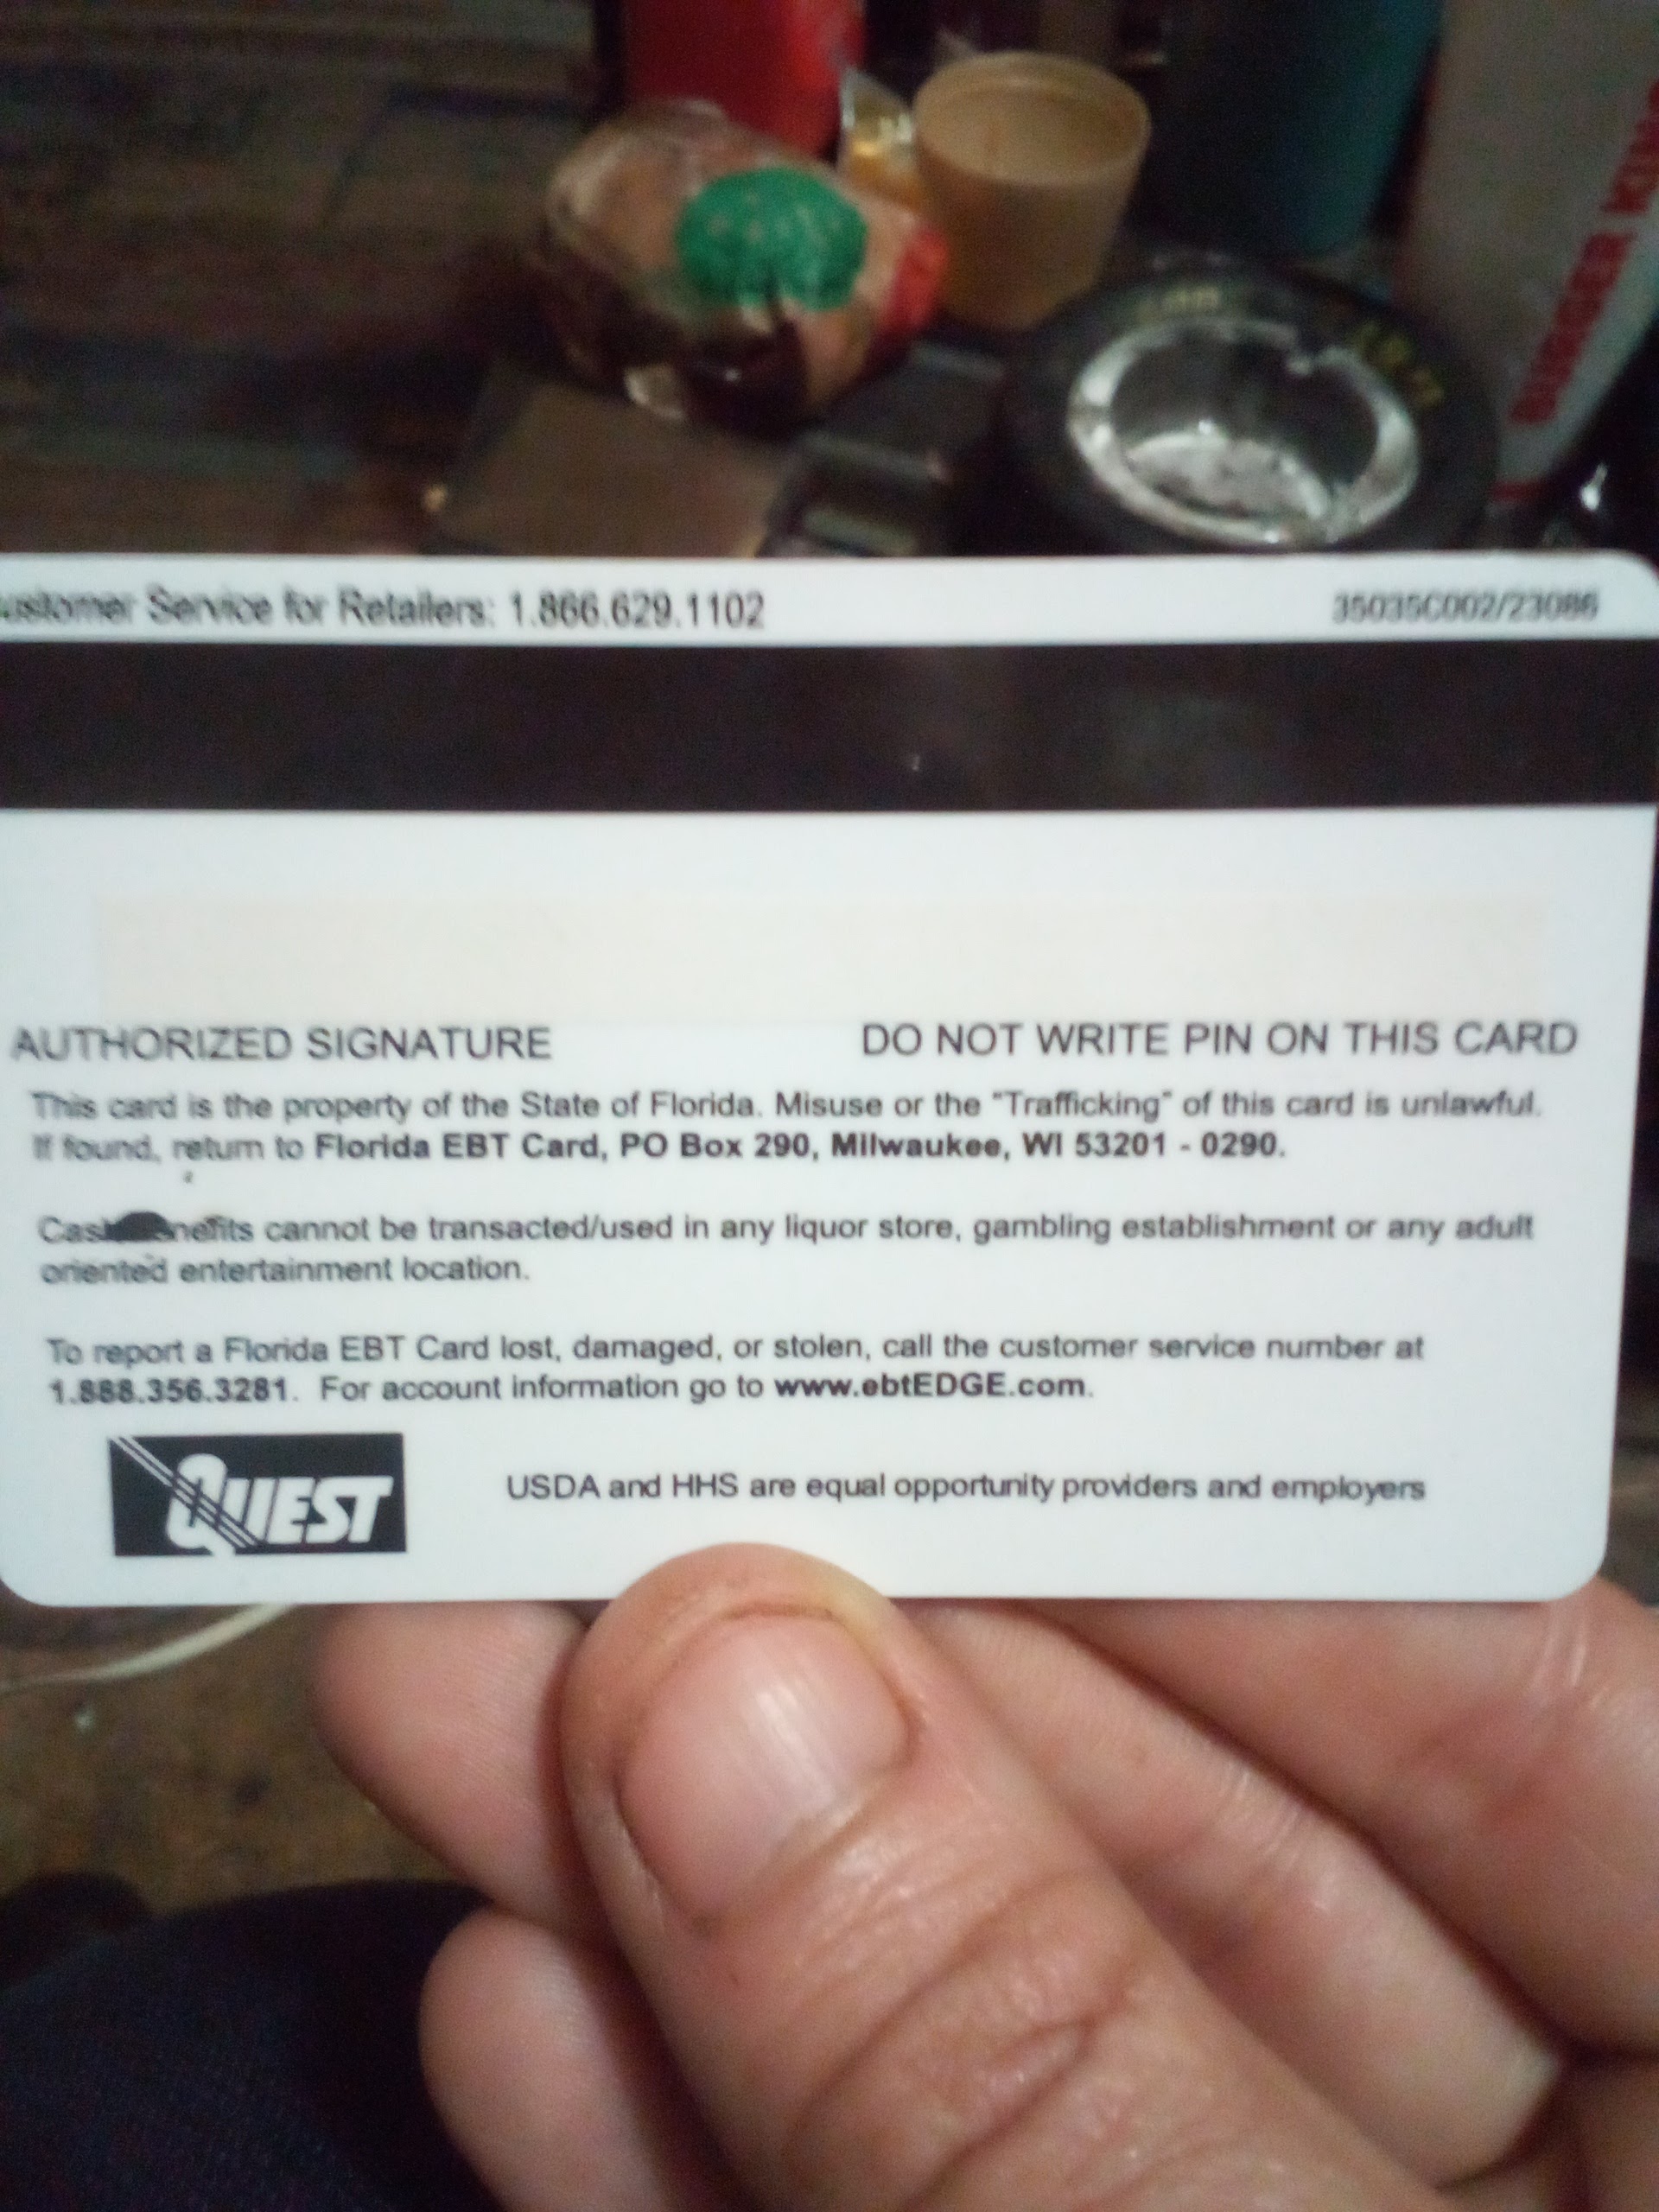 BURGER KING
ustomer Service for Retailers: 1.866.629.1102 35035C002/23086
AUTHORIZED SIGNATURE DO NOT WRITE PIN ON THIS CARD
This card is the property of the State of Florida. Misuse or the "Trafficking" of this card is unlawful.
If found, return to Florida EBT Card, PO Box 290, Milwaukee, WI 53201 - 0290.
Cash nefits cannot be transacted/used in any liquor store, gambling establishment or any adult
oriented entertainment location.
To report a Florida EBT Card lost, damaged, or stolen, call the customer service number at
1.888.356.3281. For account information go to www.ebtEDGE.com.
QUEST USDA and HHS are equal opportunity providers and employers